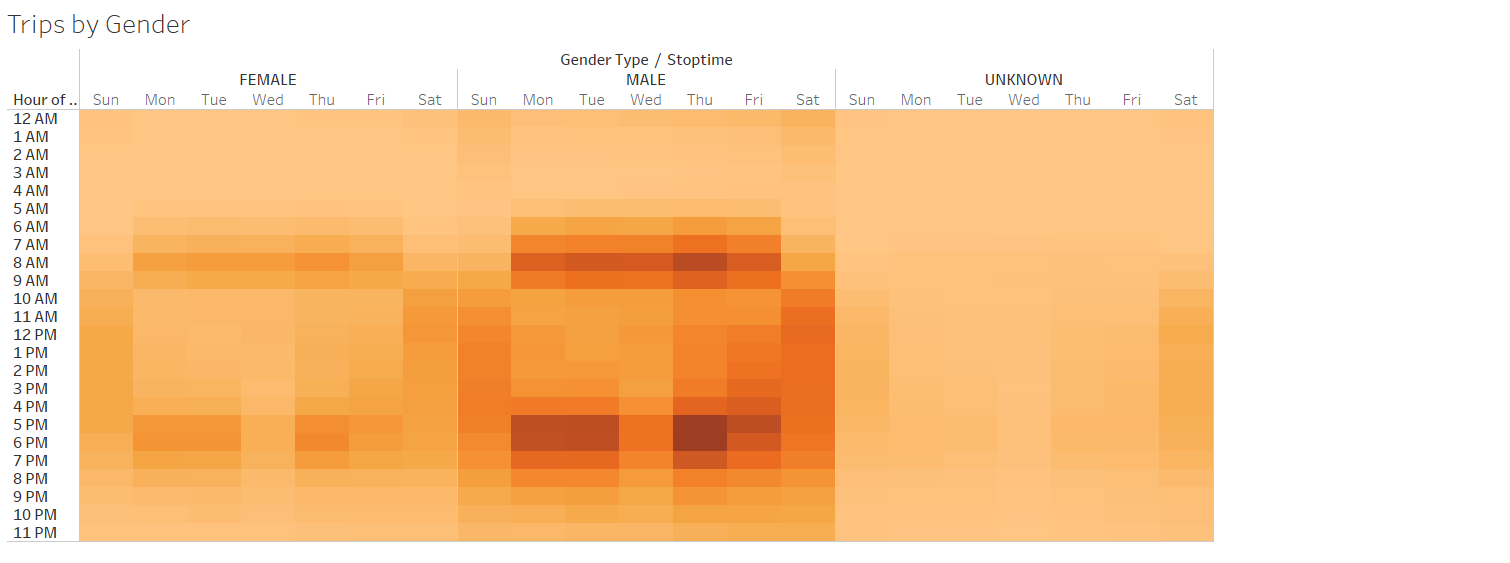 Trips by Gender
Gender Type / Stoptime
FEMALE MALE UNKNOWN
Hour of .. Sun Mon Tue Wed Thu Fri Sat Sun Mon Tue Wed Thu Fri Sat Sun Mon Tue Wed Thu Fri Sat
12 AM
1 AM
2 AM
3 AM
4 AM
5 AM
6 AM
7 AM
8 AM
9 AM
10 AM
11 AM
12 PM
1 PM
2 PM
3 PM
4 PM
5 PM
6 PM
7 PM
8 PM
9 PM
10 PM
11 PM